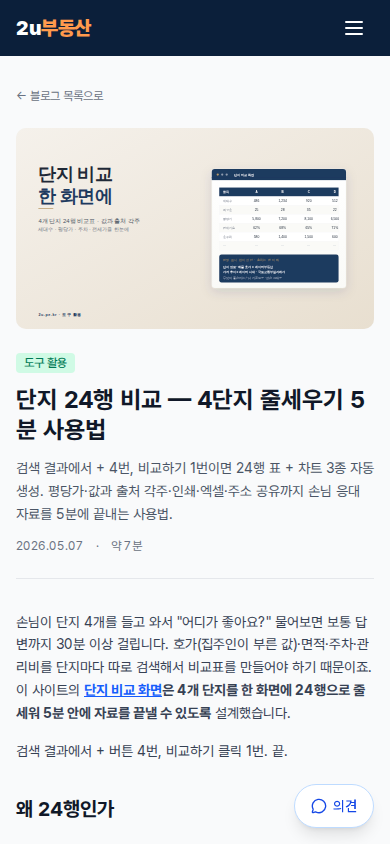 2u부동산
← 블로그 목록으로
단지 비교
한 화면에
4개 단지 24행 비교표 · 값과 출처 각주
도구 활용
단지 24행 비교 — 4단지 줄세우기 5
분 사용법
검색 결과에서 + 4번, 비교하기 1번이면 24행 표 + 차트 3종 자동
생성. 평당가·값과 출처 각주·인쇄·엑셀·주소 공유까지 손님 응대
자료를 5분에 끝내는 사용법.
2026.05.07 · 약 7분
손님이 단지 4개를 들고 와서 "어디가 좋아요?" 물어보면 보통 답
변까지 30분 이상 걸립니다. 호가(집주인이 부른 값)·면적·주차·관
리비를 단지마다 따로 검색해서 비교표를 만들어야 하기 때문이죠.
이 사이트의 단지 비교 화면은 4개 단지를 한 화면에 24행으로 줄
세워 5분 안에 자료를 끝낼 수 있도록 설계했습니다.
검색 결과에서 + 버튼 4번, 비교하기 클릭 1번. 끝.
왜 24행인가
의견